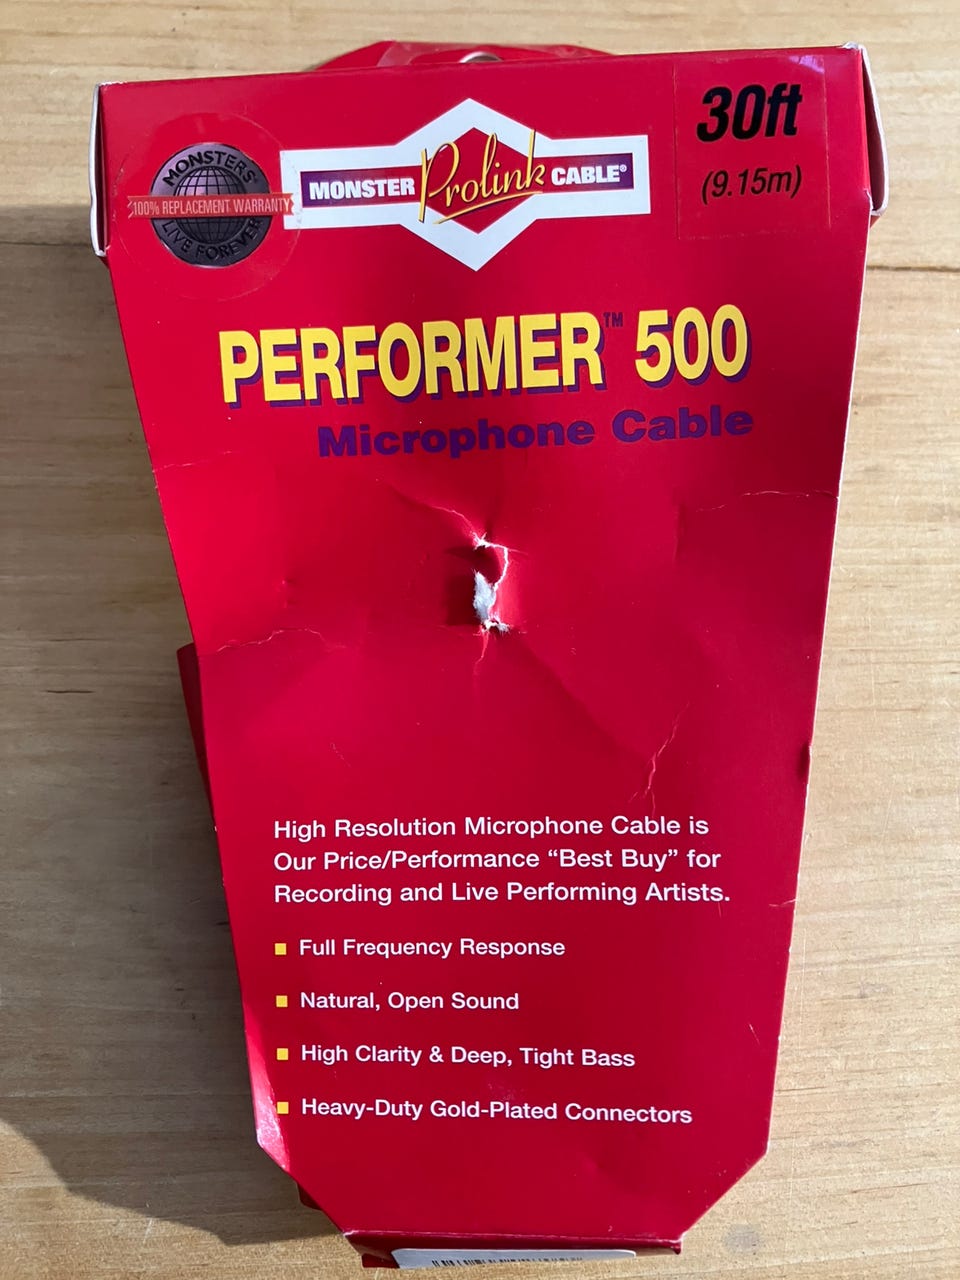 MONSTERS
100% REPLACEMENT WARRANTY
LIVE FOREVER
MONSTER Prolink CABLE®
30ft
(9.15m)
PERFORMER™ 500
Microphone Cable
High Resolution Microphone Cable is
Our Price/Performance “Best Buy” for
Recording and Live Performing Artists.
Full Frequency Response
Natural, Open Sound
High Clarity & Deep, Tight Bass
Heavy-Duty Gold-Plated Connectors